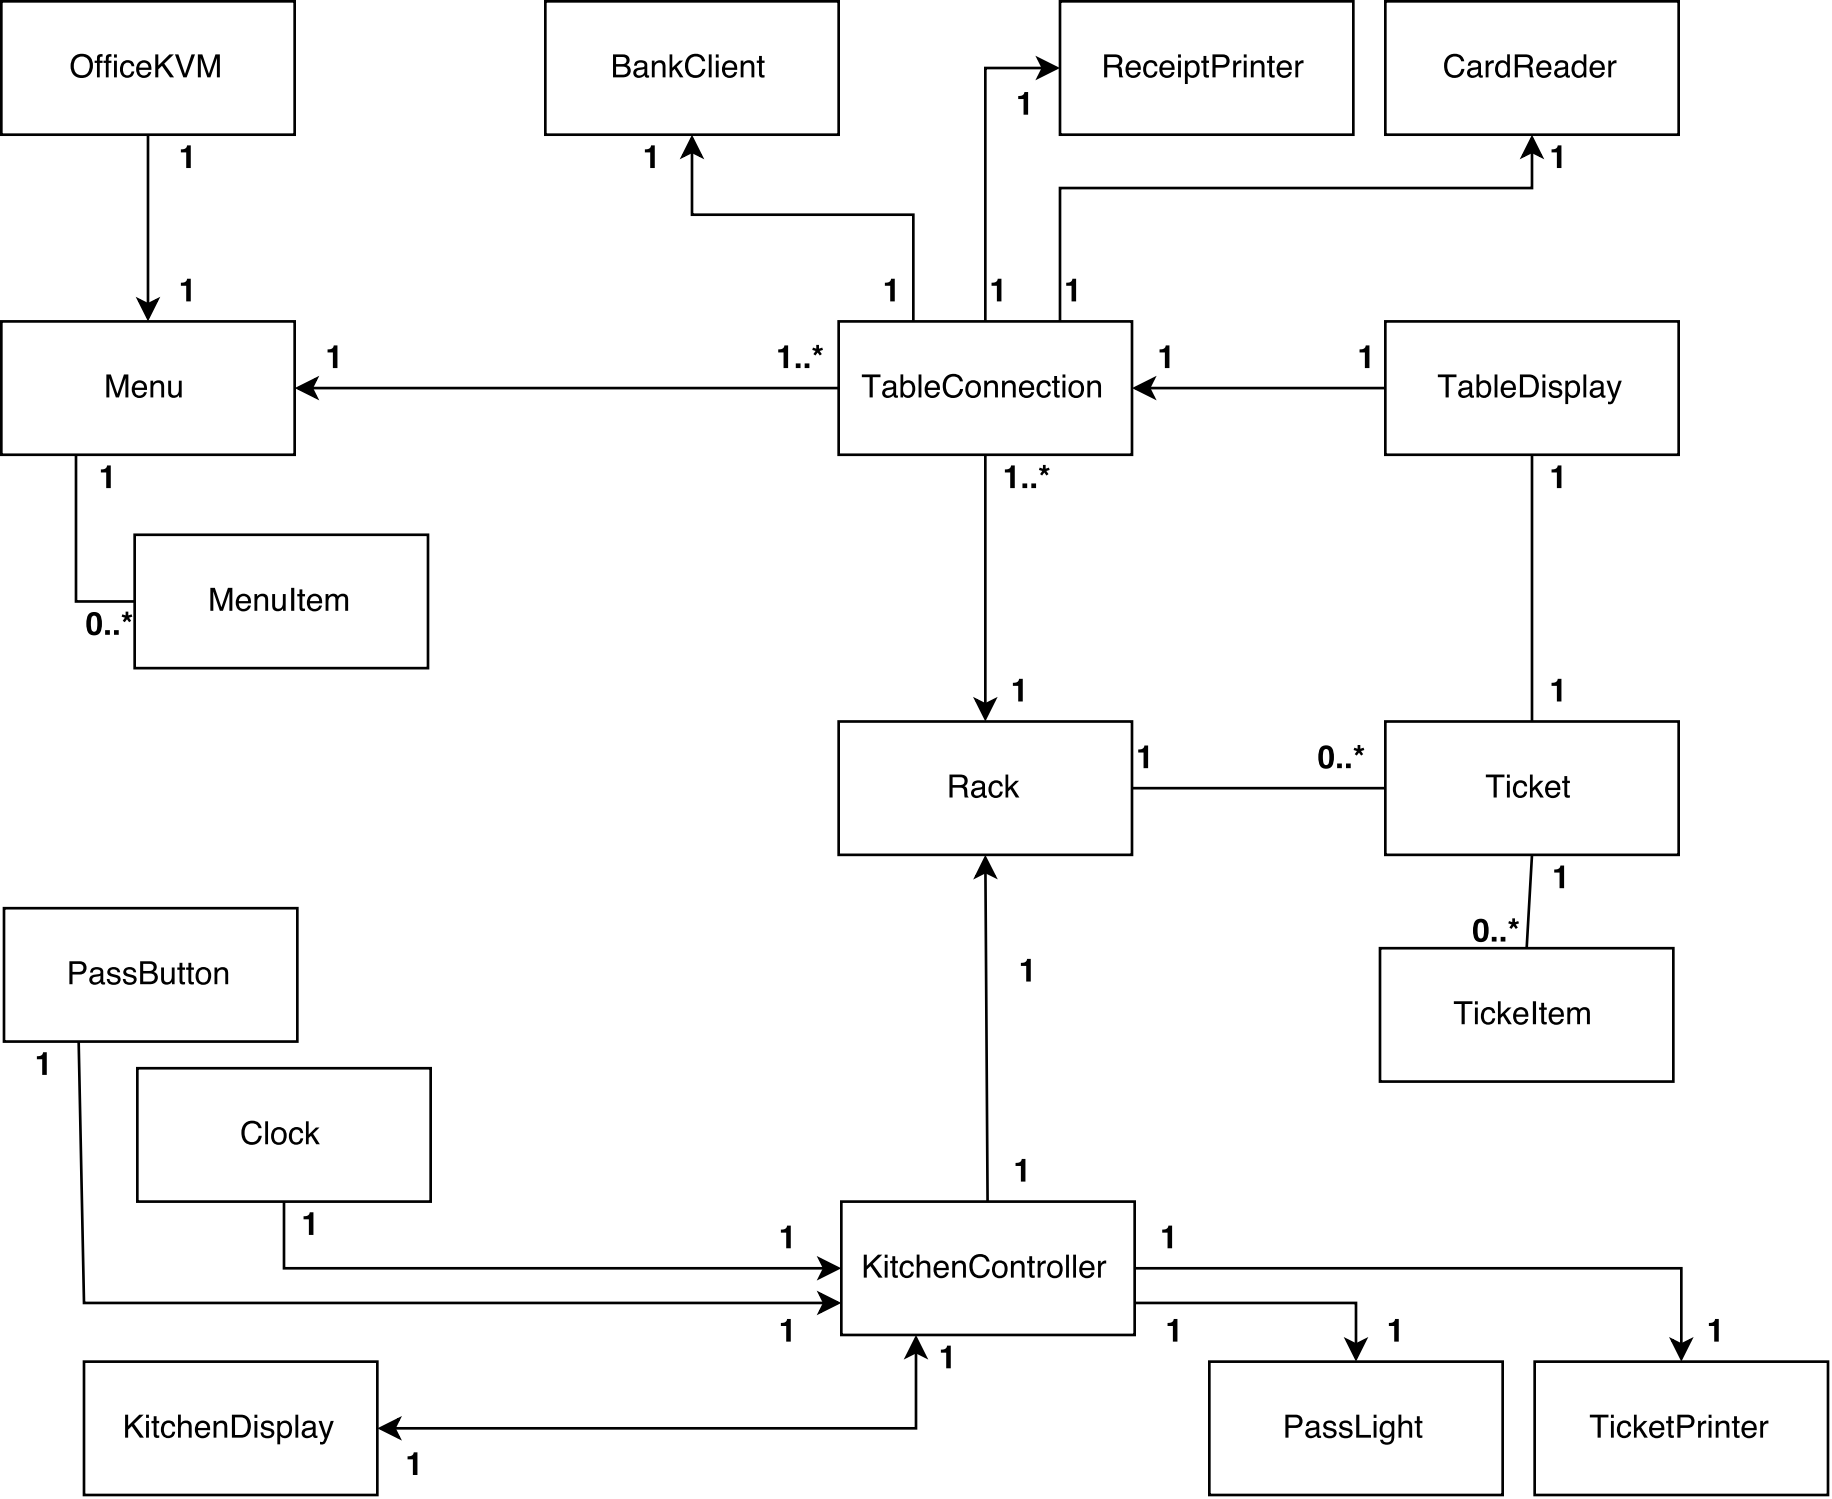 OfficeKVM
BankClient
ReceiptPrinter
CardReader
1
1
1
1
1
1
1
1
1
1..*
1
1
Menu
TableConnection
TableDisplay
1
1..*
1
MenuItem
0..*
1
1
1
0..*
Rack
Ticket
1
0..*
PassButton
1
TickeItem
1
Clock
1
1
1
1
KitchenController
1
1
1
1
1
KitchenDisplay
PassLight
TicketPrinter
1